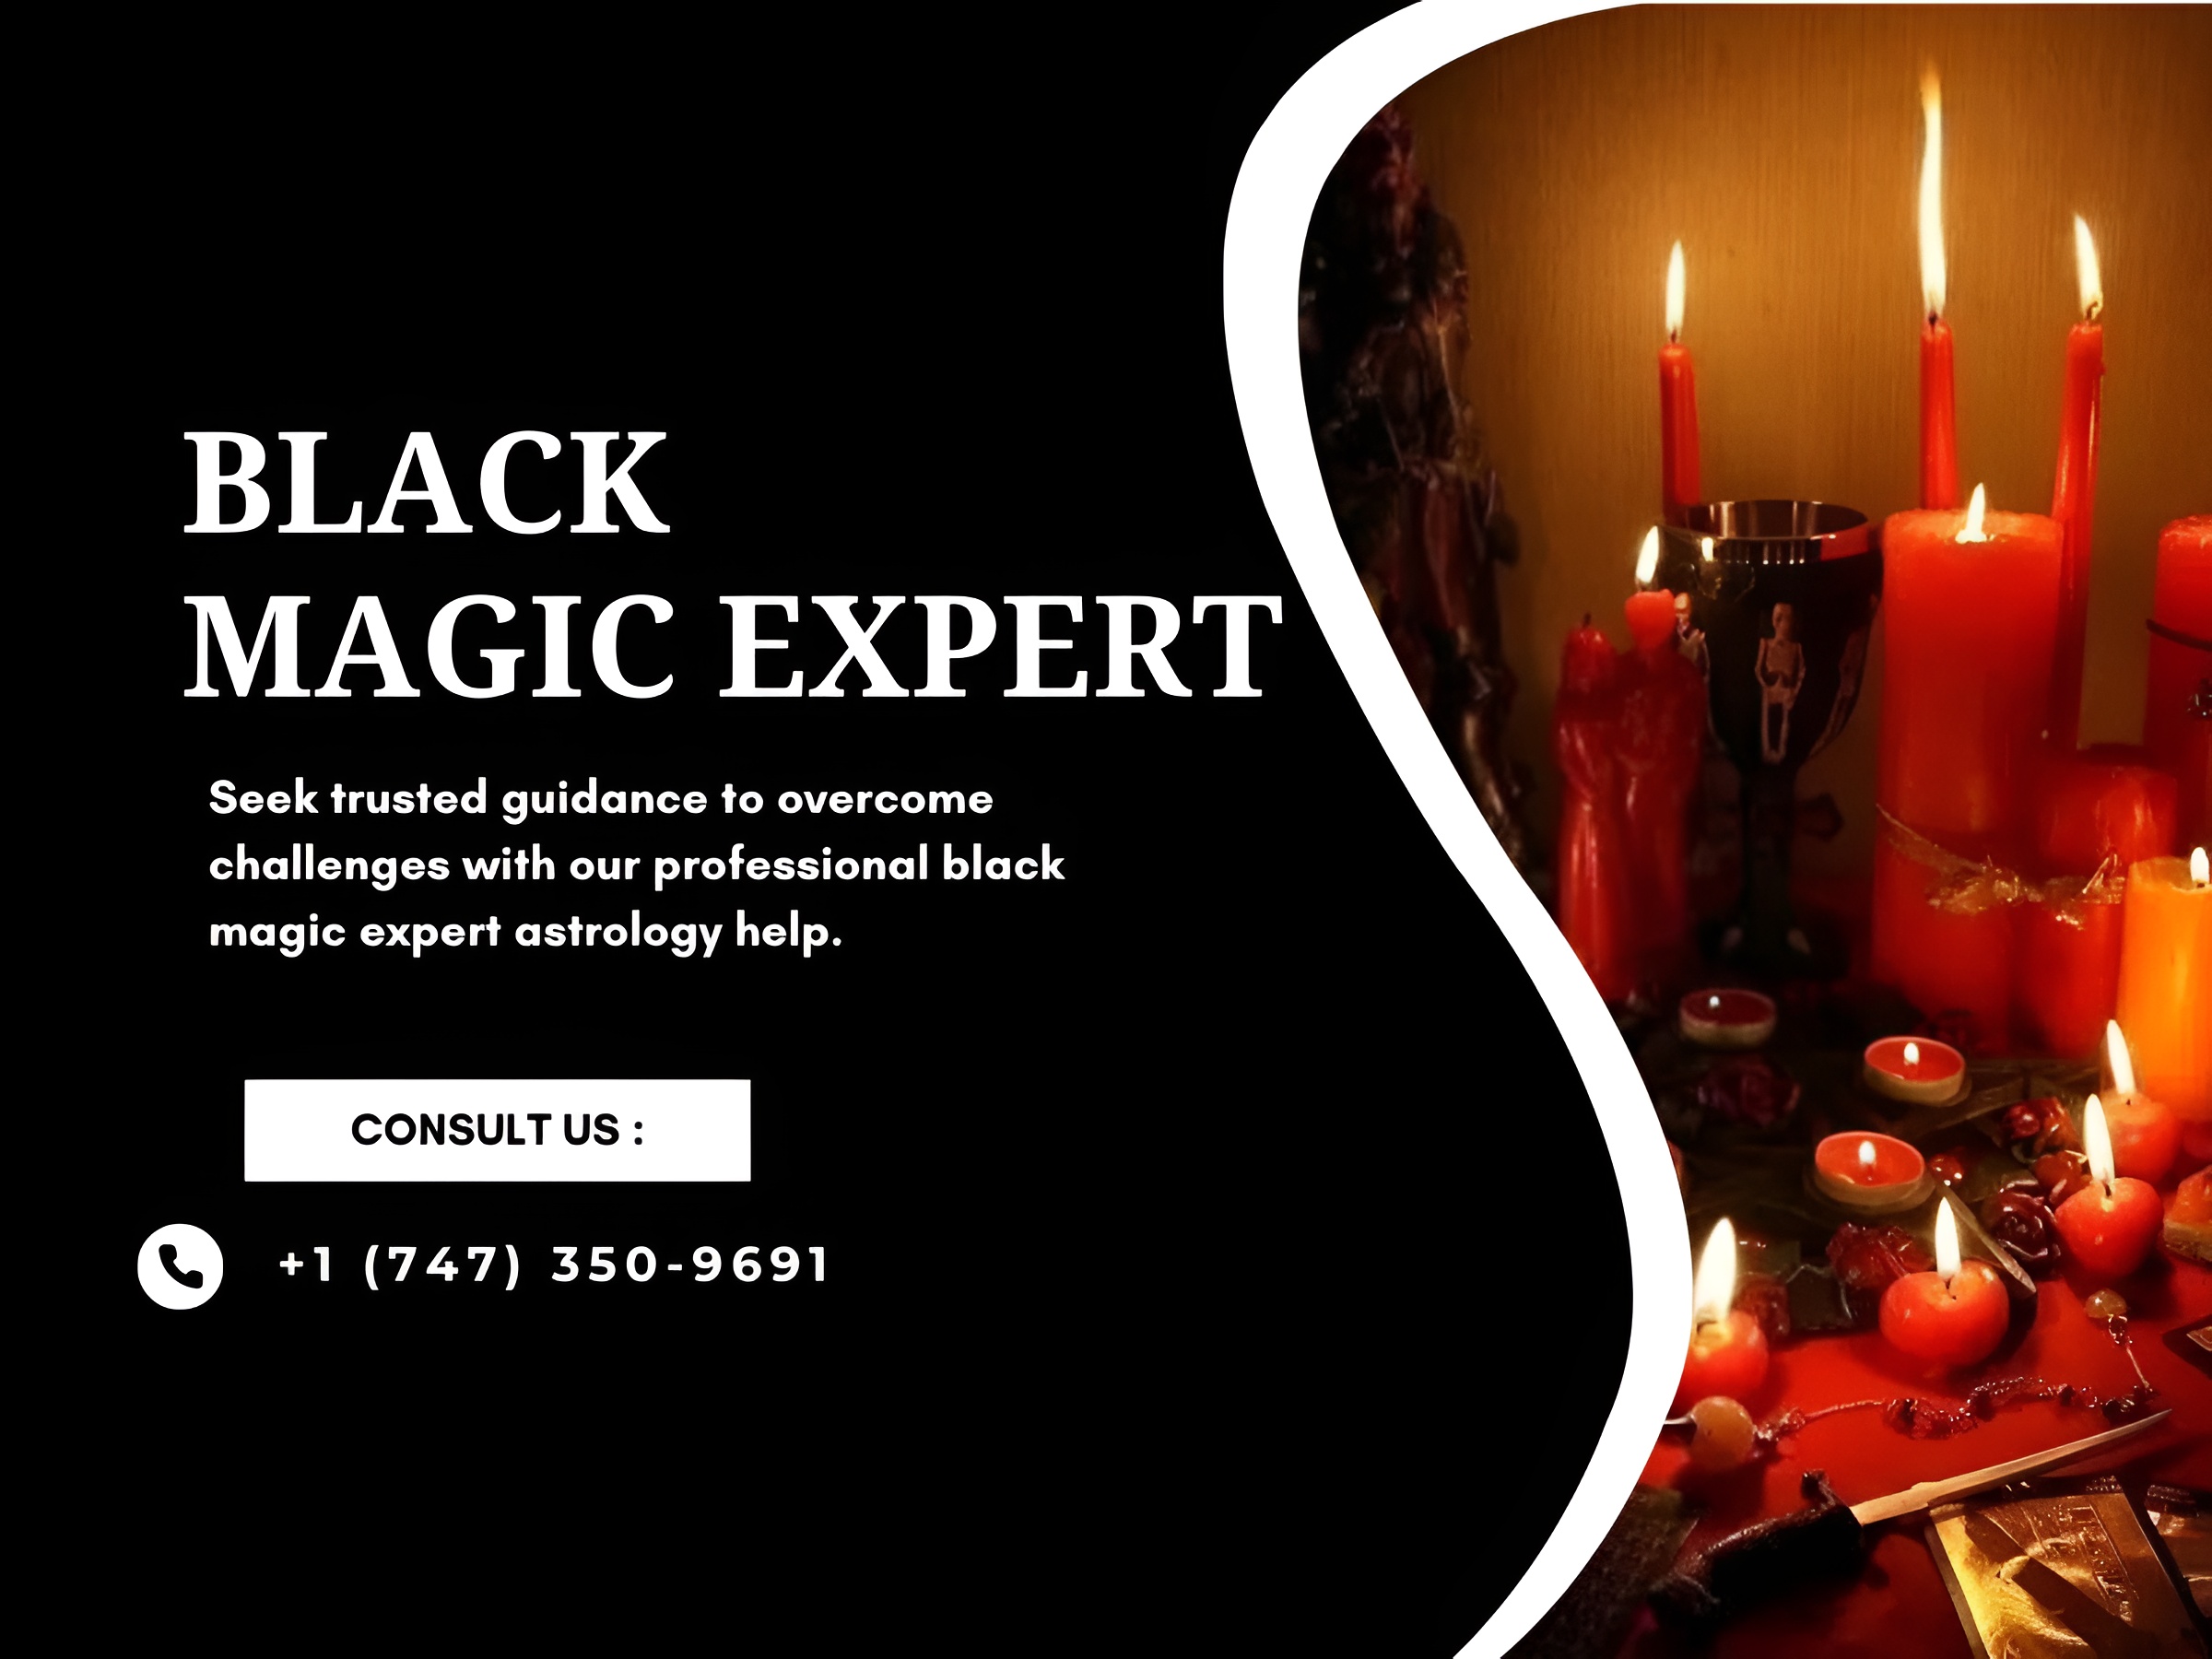 BLACK
MAGIC EXPERT
Seek trusted guidance to overcome
challenges with our professional black
magic expert astrology help.
CONSULT US :
+1 (747) 350-9691